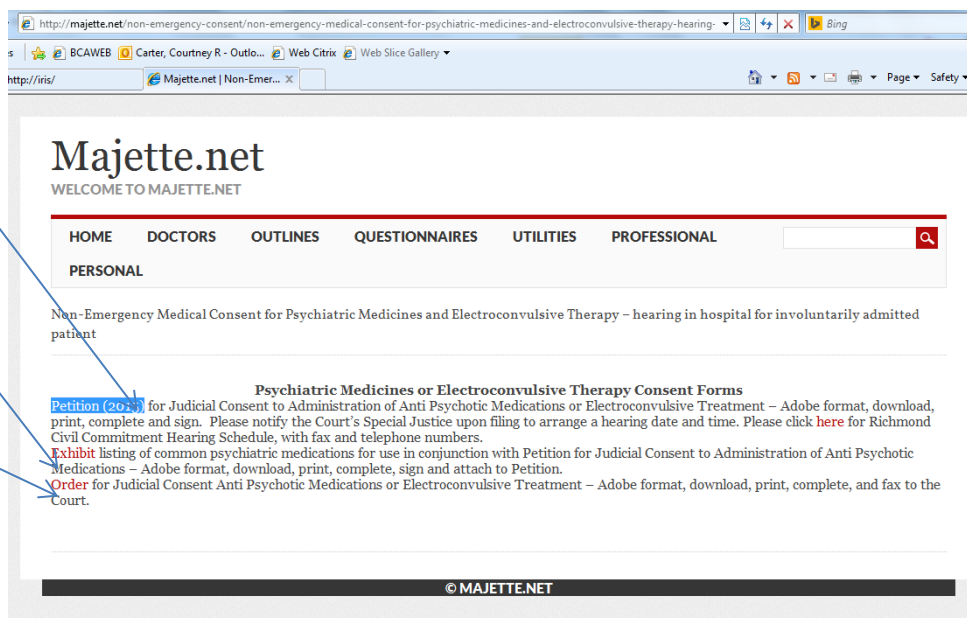 http://majette.net/non-emergency-consent/non-emergency-medical-consent-for-psychiatric-medicines-and-electroconvulsive-therapy-hearing- Bing
BCAWEB Carter, Courtney R - Outlo... Web Citrix Web Slice Gallery
http://iris/ Majette.net | Non-Emer... Page Safety
Majette.net
WELCOME TO MAJETTE.NET
HOME DOCTORS OUTLINES QUESTIONNAIRES UTILITIES PROFESSIONAL
PERSONAL
Non-Emergency Medical Consent for Psychiatric Medicines and Electroconvulsive Therapy – hearing in hospital for involuntarily admitted
patient
Psychiatric Medicines or Electroconvulsive Therapy Consent Forms
Petition for Judicial Consent to Administration of Anti Psychotic Medications or Electroconvulsive Treatment – Adobe format, download,
print, complete and sign. Please notify the Court's Special Justice upon filing to arrange a hearing date and time. Please click here for Richmond
Civil Commitment Hearing Schedule, with fax and telephone numbers.
Exhibit listing of common psychiatric medications for use in conjunction with Petition for Judicial Consent to Administration of Anti Psychotic
Medications – Adobe format, download, print, complete, sign and attach to Petition.
Order for Judicial Consent Anti Psychotic Medications or Electroconvulsive Treatment – Adobe format, download, print, complete, and fax to the
Court.
© MAJETTE.NET